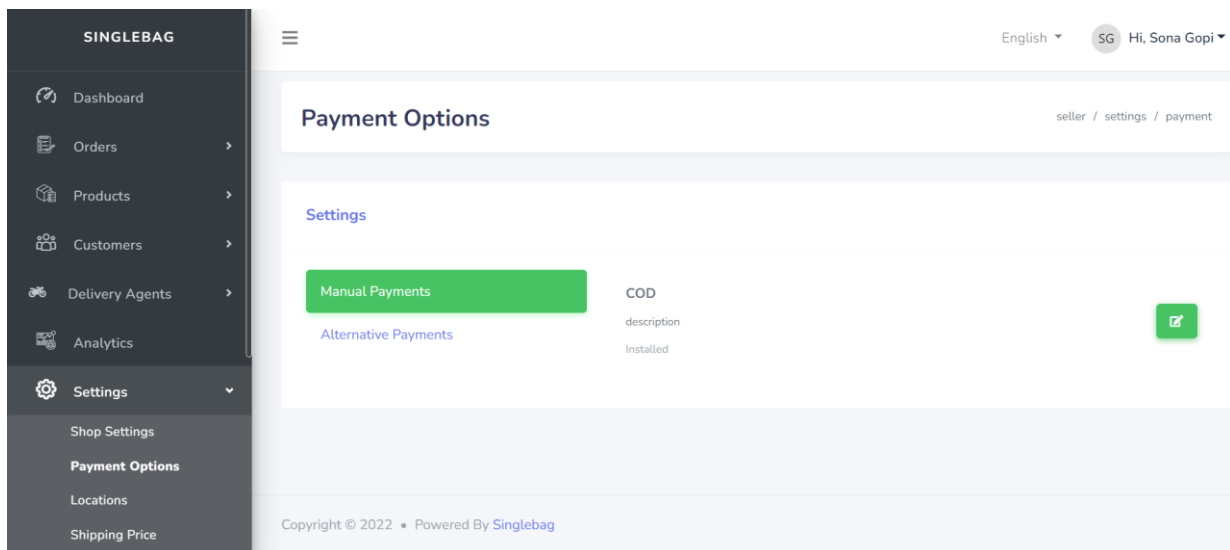 SINGLEBAG
Dashboard
Orders
Products
Customers
Delivery Agents
Analytics
Settings
Shop Settings
Payment Options
Locations
Shipping Price
English
SG Hi, Sona Gopi
Payment Options
seller / settings / payment
Settings
Manual Payments
Alternative Payments
COD
description
Installed
Copyright © 2022 • Powered By Singlebag